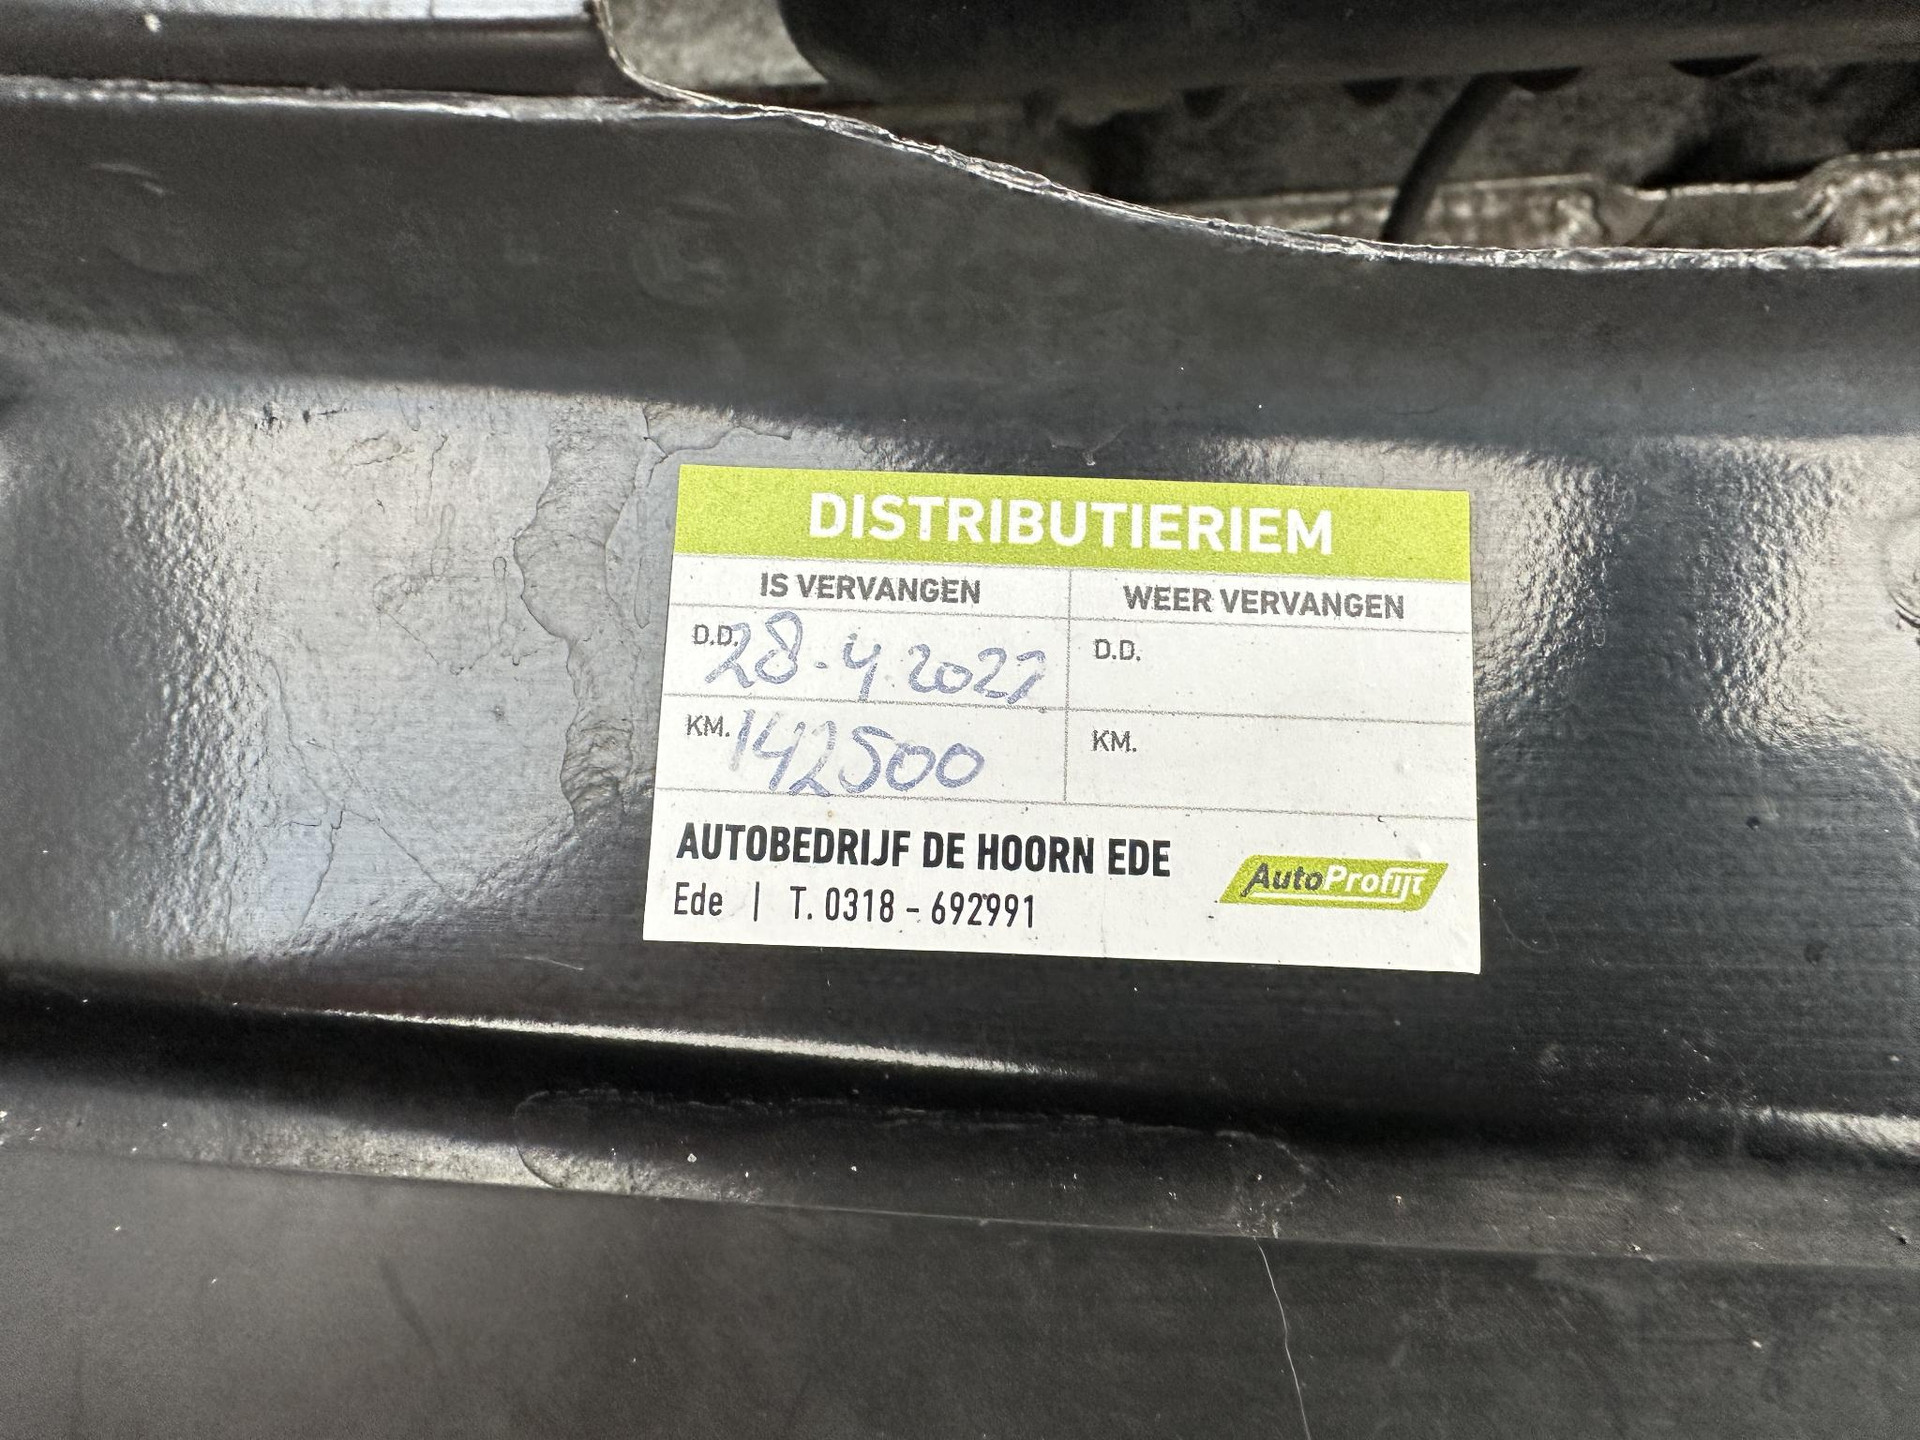 DISTRIBUTIERIEM
IS VERVANGEN
WEER VERVANGEN
D.D. 28-4.2022
D.D.
KM. 142500
KM.
AUTOBEDRIJF DE HOORN EDE
Ede | T. 0318 - 692991
AutoProfijt